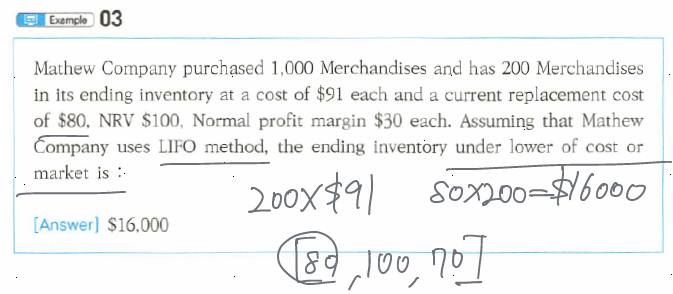 Example 03
Mathew Company purchased 1,000 Merchandises and has 200 Merchandises
in its ending inventory at a cost of $91 each and a current replacement cost
of $80, NRV $100, Normal profit margin $30 each. Assuming that Mathew
Company uses LIFO method, the ending inventory under lower of cost or
market is :
200X$91 80X200=$16000
[Answer] $16,000
[80, 100, 70]